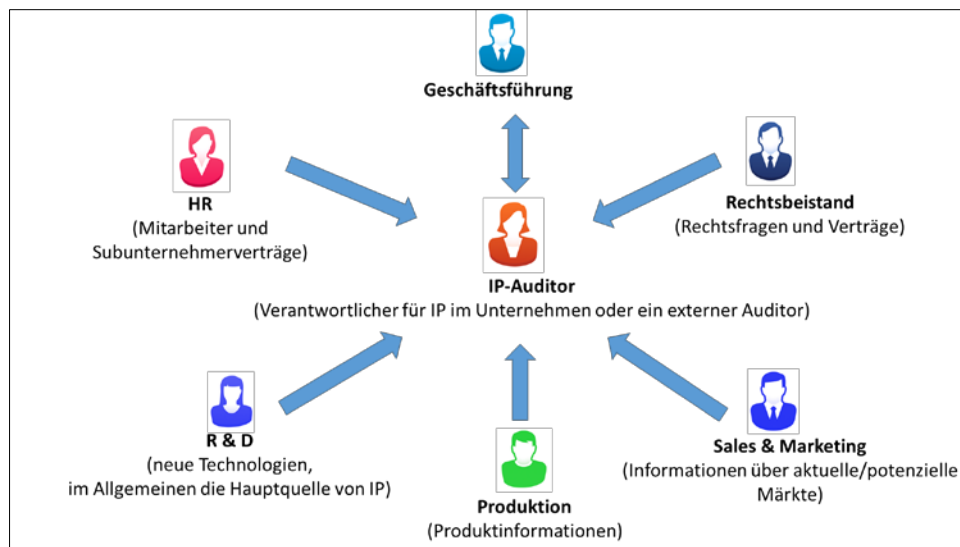 Geschäftsführung
HR
(Mitarbeiter und
Subunternehmerverträge)
Rechtsbeistand
(Rechtsfragen und Verträge)
IP-Auditor
(Verantwortlicher für IP im Unternehmen oder ein externer Auditor)
R & D
(neue Technologien,
im Allgemeinen die Hauptquelle von IP)
Produktion
(Produktinformationen)
Sales & Marketing
(Informationen über aktuelle/potenzielle
Märkte)